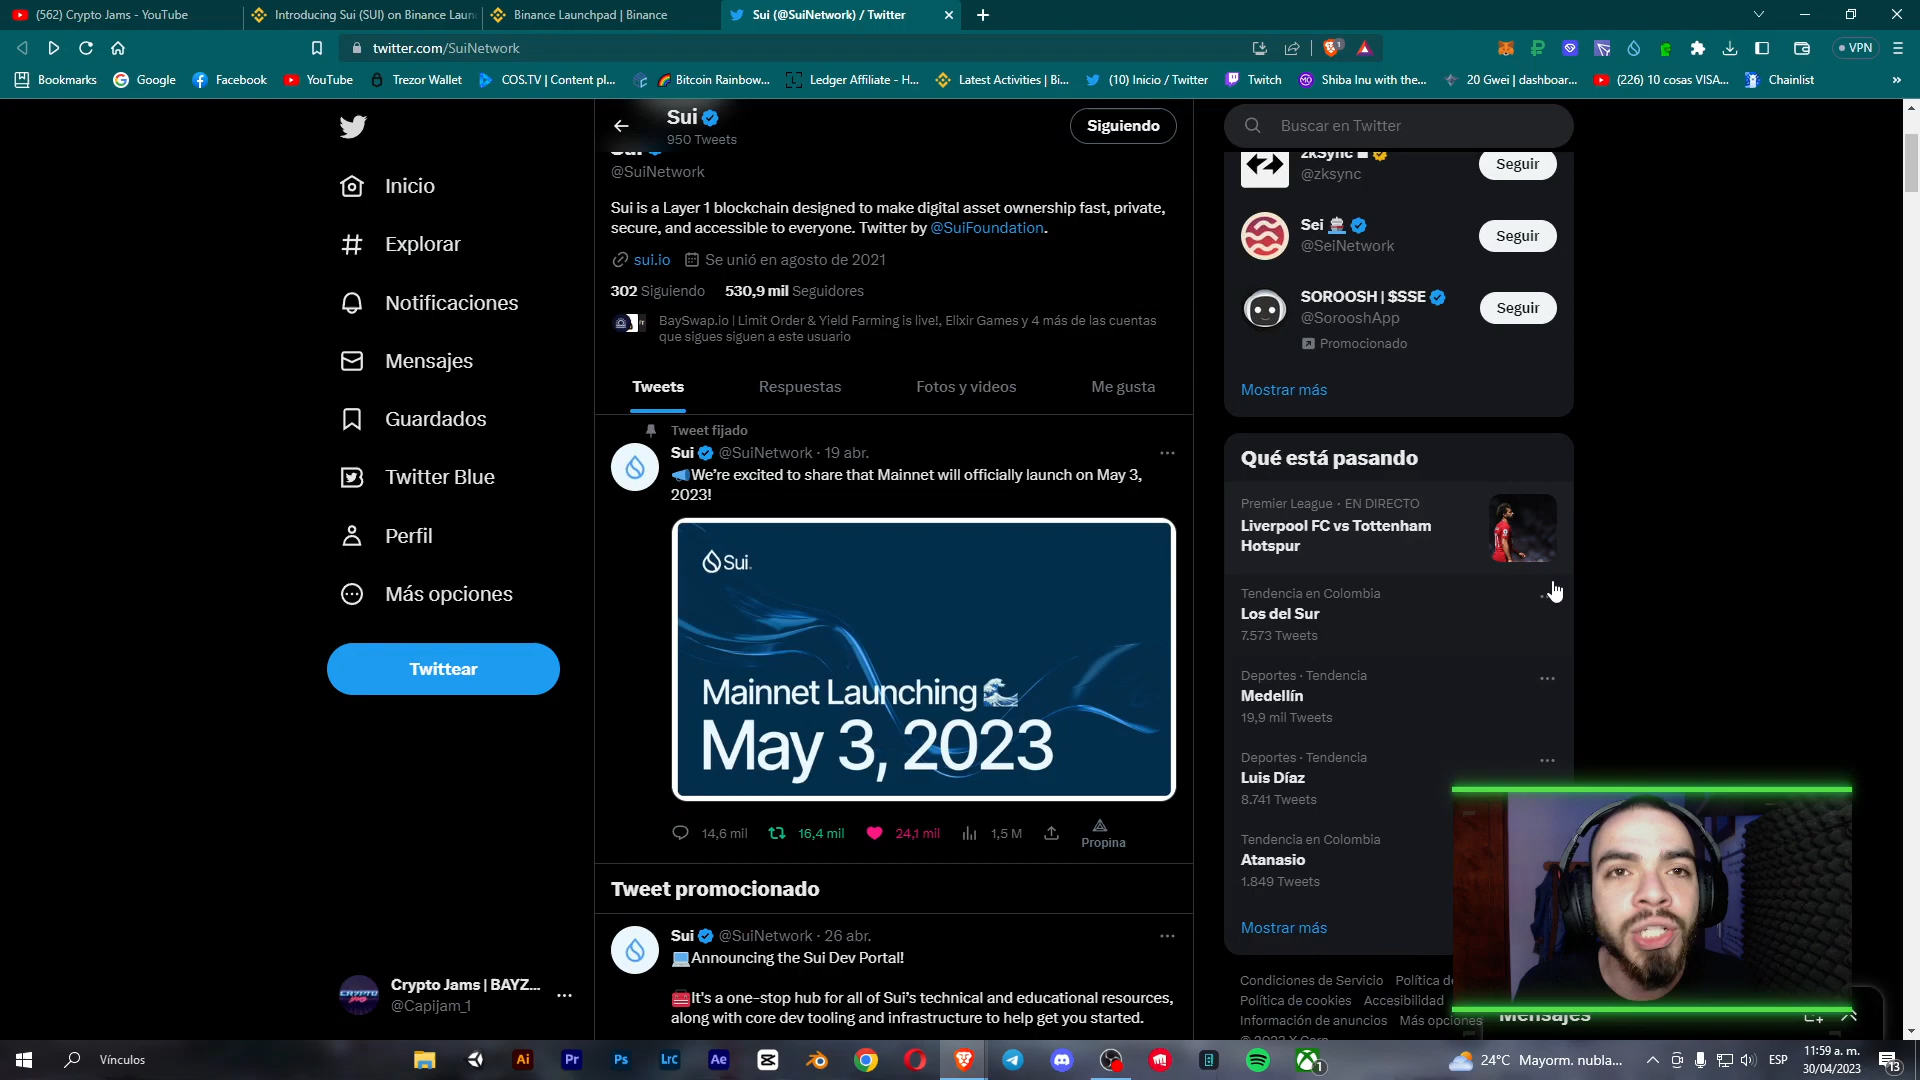 (562) Crypto Jams - YouTube
Introducing Sui (SUI) on Binance Laun
Binance Launchpad | Binance
Sui (@SuiNetwork) / Twitter
twitter.com/SuiNetwork
1
VPN
Bookmarks
Google
Facebook
YouTube
Trezor Wallet
COS.TV | Content pl...
Bitcoin Rainbow...
Ledger Affiliate - H...
Latest Activities | Bi...
(10) Inicio / Twitter
Twitch
Shiba Inu with the...
20 Gwei | dashboar...
(226) 10 cosas VISA...
Chainlist
Inicio
Explorar
Notificaciones
Mensajes
Guardados
Twitter Blue
Perfil
Más opciones
Twittear
Crypto Jams | BAYZ...
@Capijam_1
Sui
950 Tweets
Siguiendo
@SuiNetwork
Sui is a Layer 1 blockchain designed to make digital asset ownership fast, private,
secure, and accessible to everyone. Twitter by @SuiFoundation.
sui.io Se unió en agosto de 2021
302 Siguiendo 530,9 mil Seguidores
BaySwap.io | Limit Order & Yield Farming is live!, Elixir Games y 4 más de las cuentas
que sigues siguen a este usuario
Tweets Respuestas Fotos y videos Me gusta
Tweet fijado
Sui @SuiNetwork · 19 abr.
We're excited to share that Mainnet will officially launch on May 3,
2023!
Sui
Mainnet Launching
May 3, 2023
14,6 mil 16,4 mil 24,1 mil 1,5 M Propina
Tweet promocionado
Sui @SuiNetwork · 26 abr.
Announcing the Sui Dev Portal!
It's a one-stop hub for all of Sui's technical and educational resources,
along with core dev tooling and infrastructure to help get you started.
Buscar en Twitter
zkSync
@zksync
Seguir
Sei
@SeiNetwork
Seguir
SOROOSH | $SSE
@SorooshApp
Seguir
Promocionado
Mostrar más
Qué está pasando
Premier League · EN DIRECTO
Liverpool FC vs Tottenham
Hotspur
Tendencia en Colombia
Los del Sur
7.573 Tweets
Deportes · Tendencia
Medellín
19,9 mil Tweets
Deportes · Tendencia
Luis Díaz
8.741 Tweets
Tendencia en Colombia
Atanasio
1.849 Tweets
Mostrar más
Condiciones de Servicio Política de
Política de cookies Accesibilidad
Información de anuncios Más opciones
Mensajes
Vínculos
Ai
Pr
Ps
Lrc
Ae
1
24°C Mayorm. nubla...
ESP
11:59 a. m.
30/04/2023
13